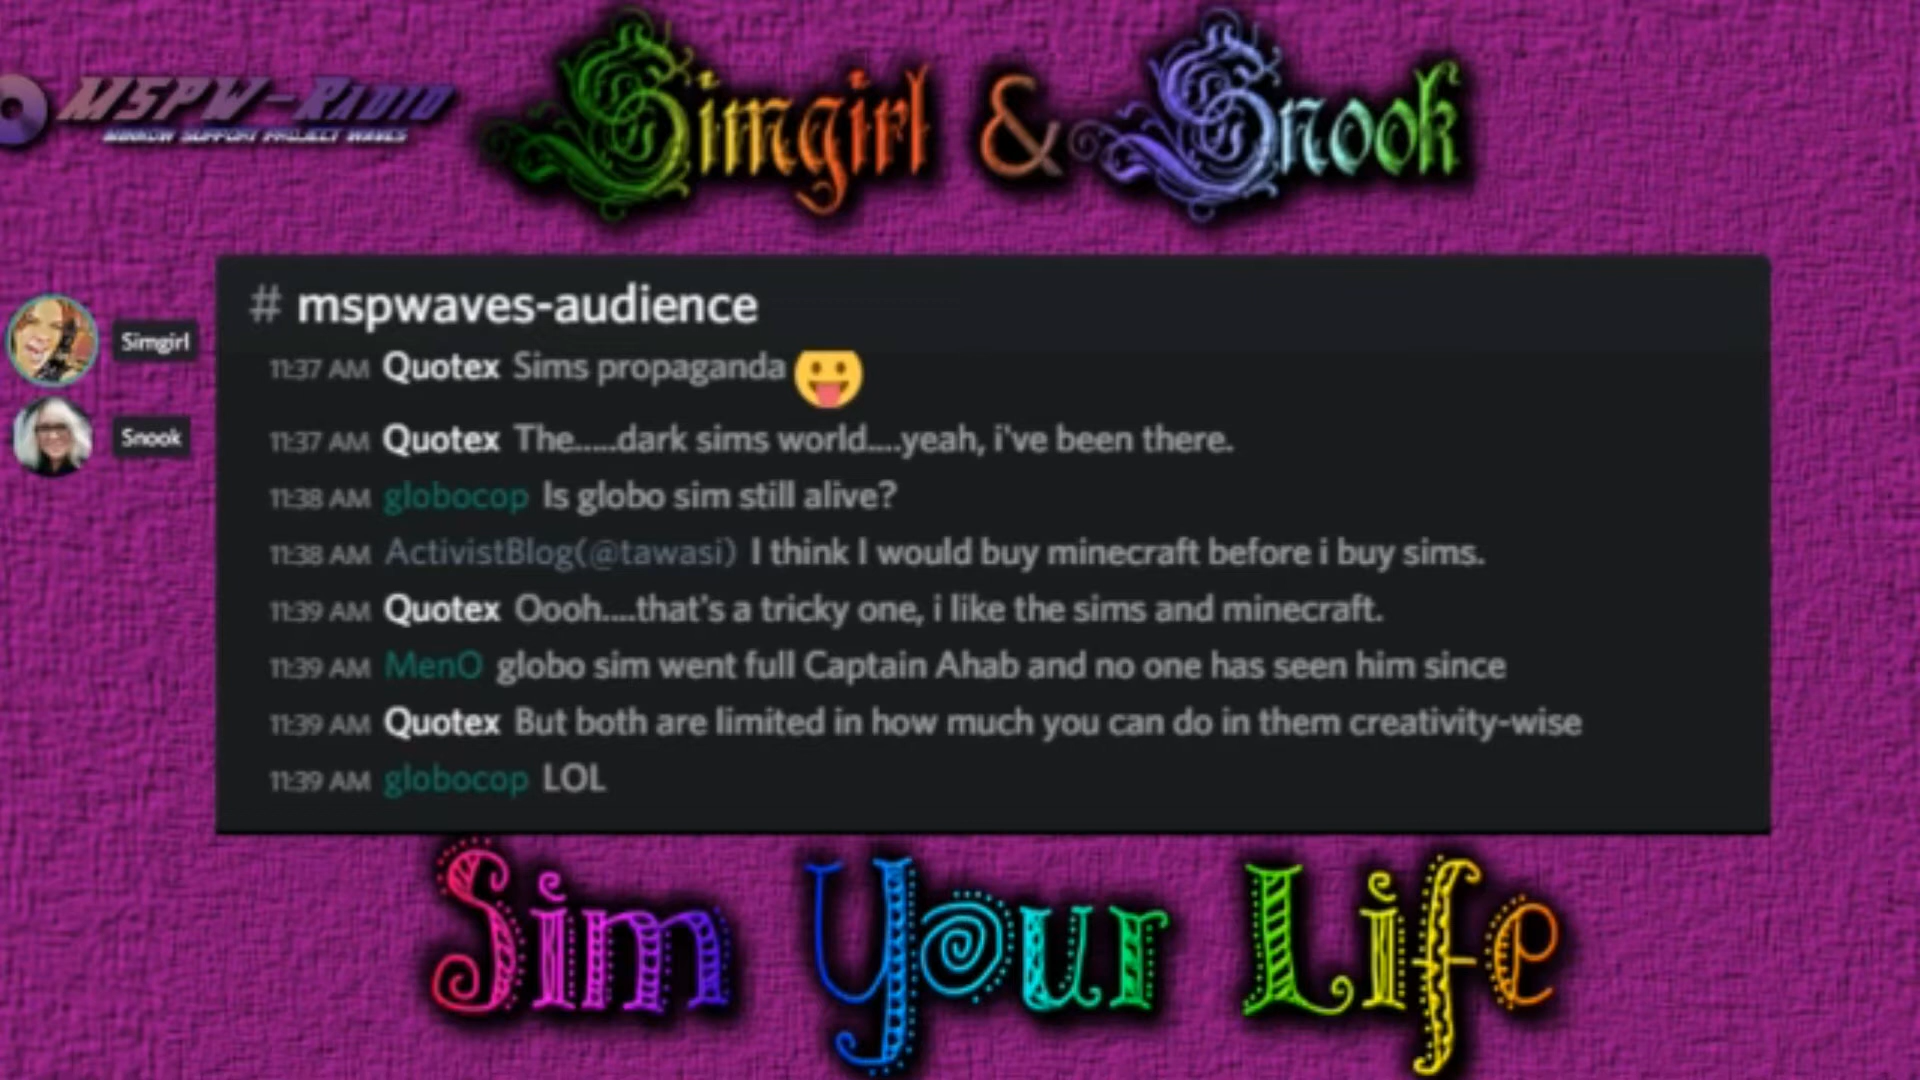 MSPW-Radio
MINNOW SUPPORT PROJECT WAVES
Simgirl & Snook
# mspwaves-audience
Simgirl
Snook
11:37 AM Quotex Sims propaganda 😛
11:37 AM Quotex The.....dark sims world....yeah, i've been there.
11:38 AM globocop Is globo sim still alive?
11:38 AM ActivistBlog(@tawasi) I think I would buy minecraft before i buy sims.
11:39 AM Quotex Oooh....that's a tricky one, i like the sims and minecraft.
11:39 AM MenO globo sim went full Captain Ahab and no one has seen him since
11:39 AM Quotex But both are limited in how much you can do in them creativity-wise
11:39 AM globocop LOL
Sim Your Life